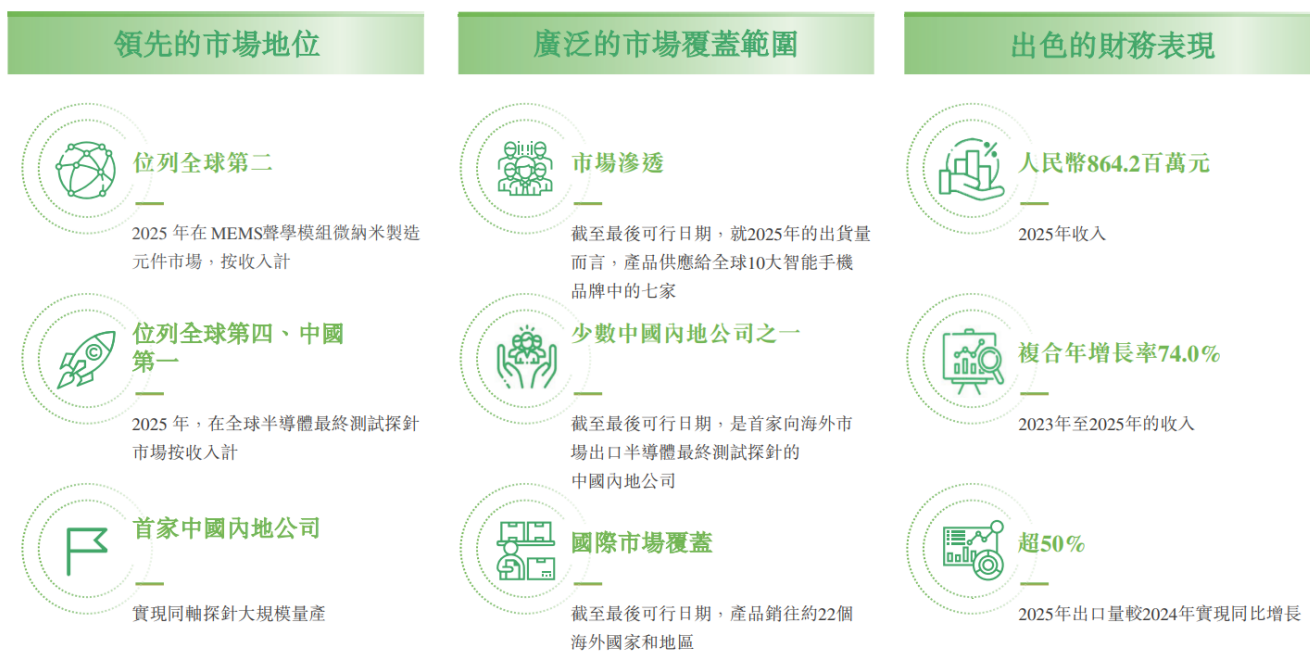 領先的市場地位
位列全球第二
2025 年在 MEMS聲學模組微納米製造
元件市場，按收入計
位列全球第四、中國
第一
2025 年，在全球半導體最終測試探針
市場按收入計
首家中國內地公司
實現同軸探針大規模量產
廣泛的市場覆蓋範圍
市場滲透
截至最後可行日期，就2025年的出貨量
而言，產品供應給全球10大智能手機
品牌中的七家
少數中國內地公司之一
截至最後可行日期，是首家向海外市
場出口半導體最終測試探針的
中國內地公司
國際市場覆蓋
截至最後可行日期，產品銷往約22個
海外國家和地區
出色的財務表現
人民幣864.2百萬元
2025年收入
複合年增長率74.0%
2023年至2025年的收入
超50%
2025年出口量較2024年實現同比增長